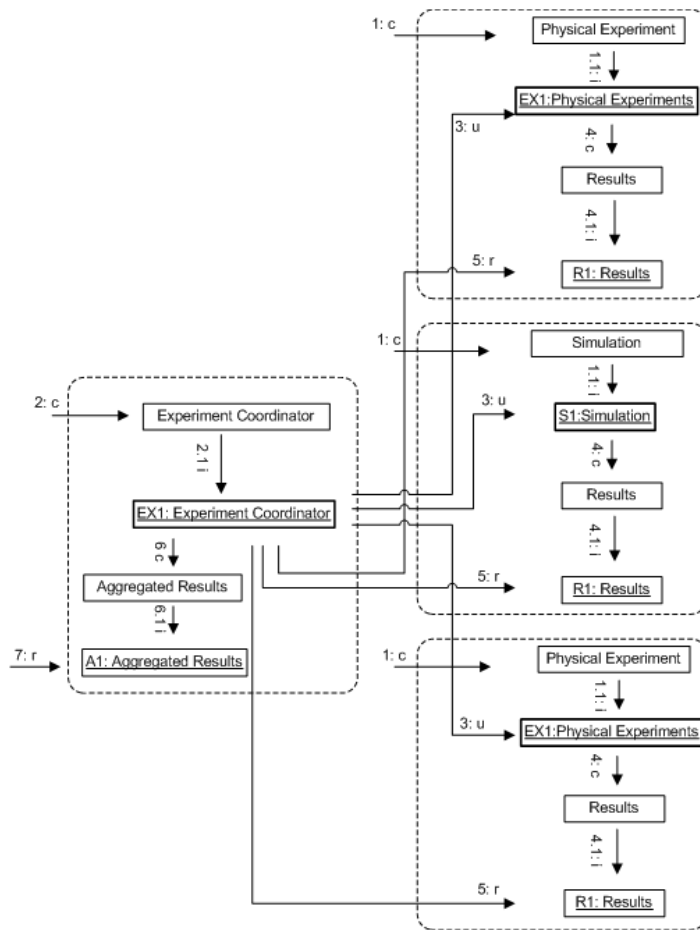 1: c
Physical Experiment
1.1: i
EX1:Physical Experiments
3: u
4: c
Results
4.1: i
5: r
R1: Results
1: c
Simulation
1.1: i
3: u
S1:Simulation
4: c
Results
4.1: i
5: r
R1: Results
2: c
Experiment Coordinator
2.1 i
EX1: Experiment Coordinator
6 c
Aggregated Results
6.1 i
7: r
A1: Aggregated Results
1: c
Physical Experiment
1.1: i
3: u
EX1:Physical Experiments
4: c
Results
4.1: i
5: r
R1: Results